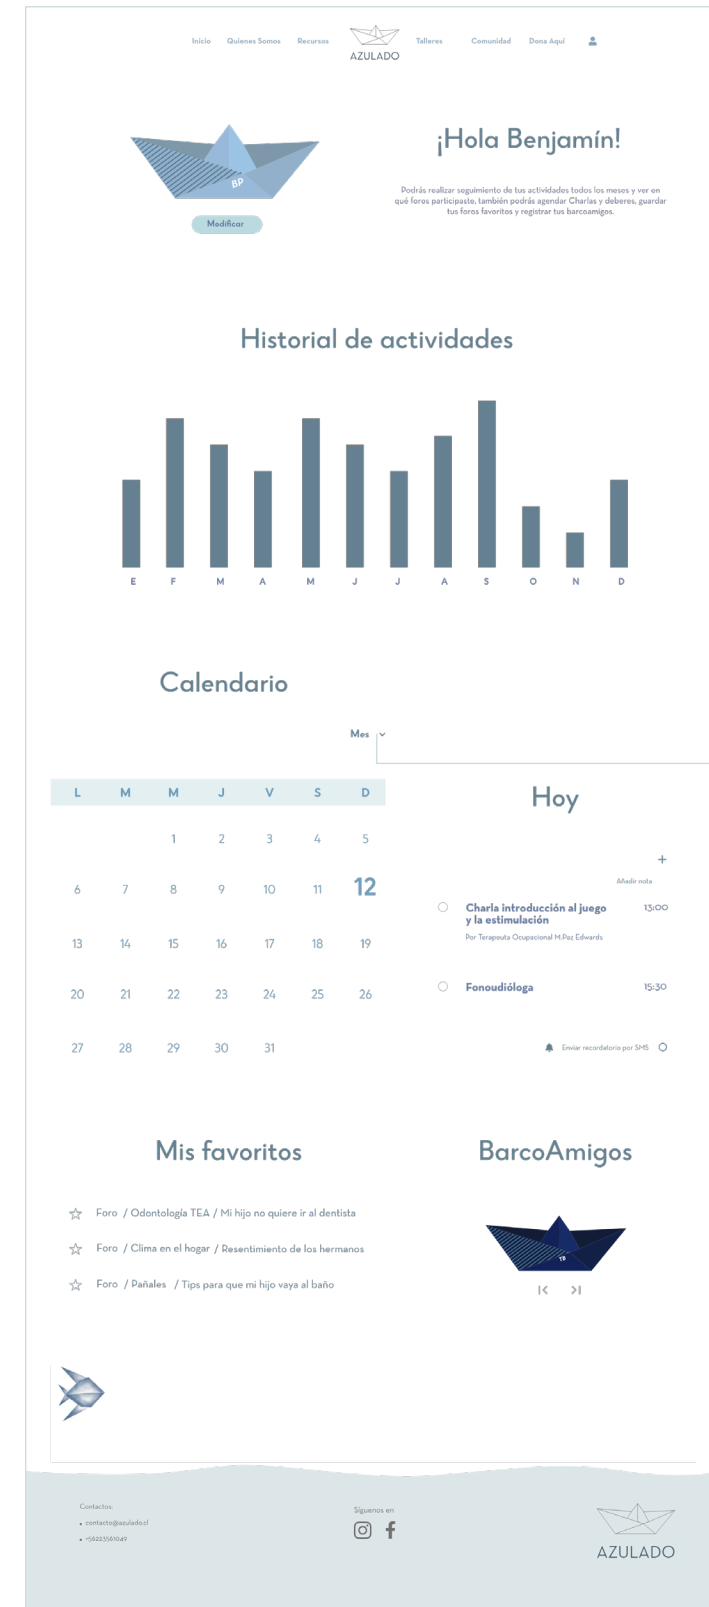 Inicio Quienes Somos Recursos AZULADO Talleres Comunidad Dona Aquí
¡Hola Benjamín!
BP
Modificar
Podrás realizar seguimiento de tus actividades todos los meses y ver en
qué foros participaste, también podrás agendar Charlas y deberes, guardar
tus foros favoritos y registrar tus barcoamigos.
Historial de actividades
E F M A M J J A S O N D
Calendario
Mes
L M M J V S D
1 2 3 4 5
6 7 8 9 10 11 12
13 14 15 16 17 18 19
20 21 22 23 24 25 26
27 28 29 30 31
Hoy
+
Añadir nota
Charla introducción al juego 13:00
y la estimulación
Por Terapeuta Ocupacional M.Paz Edwards
Fonoudióloga 15:30
Enviar recordatorio por SMS
Mis favoritos
Foro / Odontología TEA / Mi hijo no quiere ir al dentista
Foro / Clima en el hogar / Resentimiento de los hermanos
Foro / Pañales / Tips para que mi hijo vaya al baño
BarcoAmigos
TB
Contactos:
contacto@azulado.cl
+56223561049
Síguenos en
AZULADO